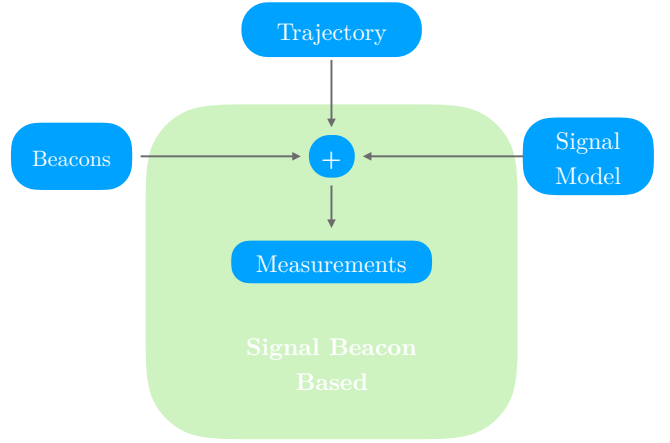 Trajectory
Beacons
+
Signal
Model
Measurements
Signal Beacon
Based